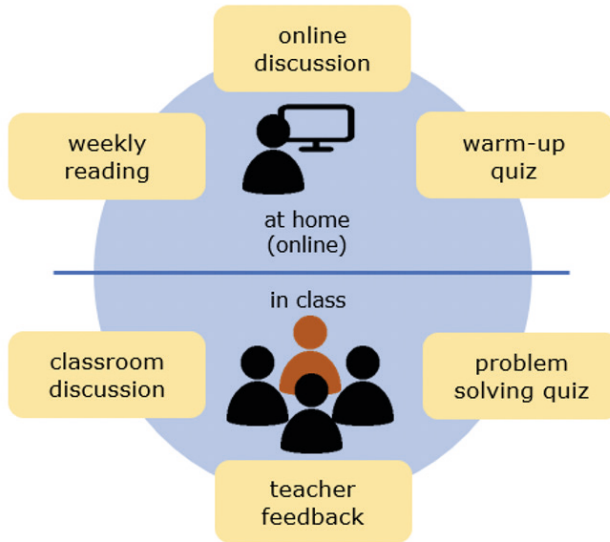 online
discussion
weekly
reading
warm-up
quiz
at home
(online)
in class
classroom
discussion
problem
solving quiz
teacher
feedback